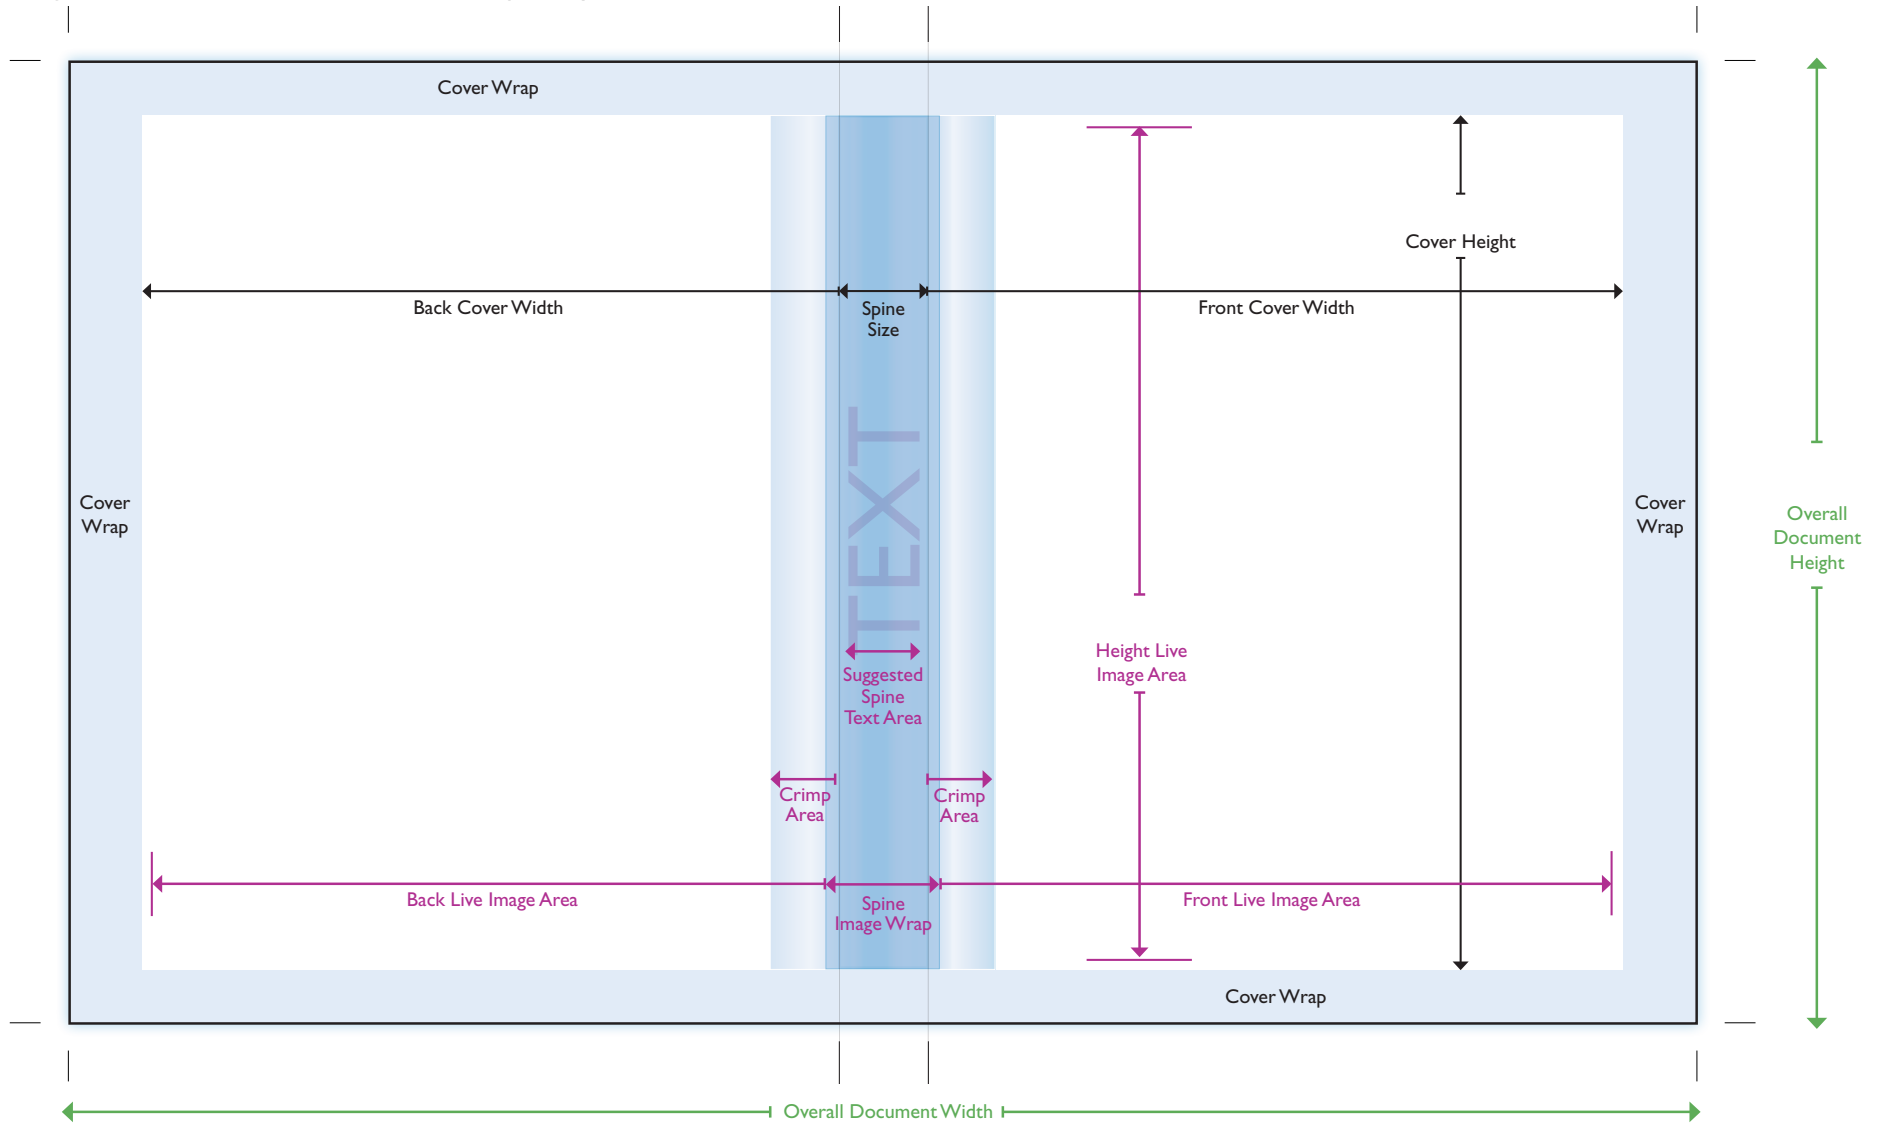 Cover Wrap
Cover Height
Back Cover Width
Spine
Size
Front Cover Width
TEXT
Cover
Wrap
Cover
Wrap
Overall
Document
Height
Suggested
Spine
Text Area
Height Live
Image Area
Crimp
Area
Crimp
Area
Back Live Image Area
Spine
Image Wrap
Front Live Image Area
Cover Wrap
Overall Document Width